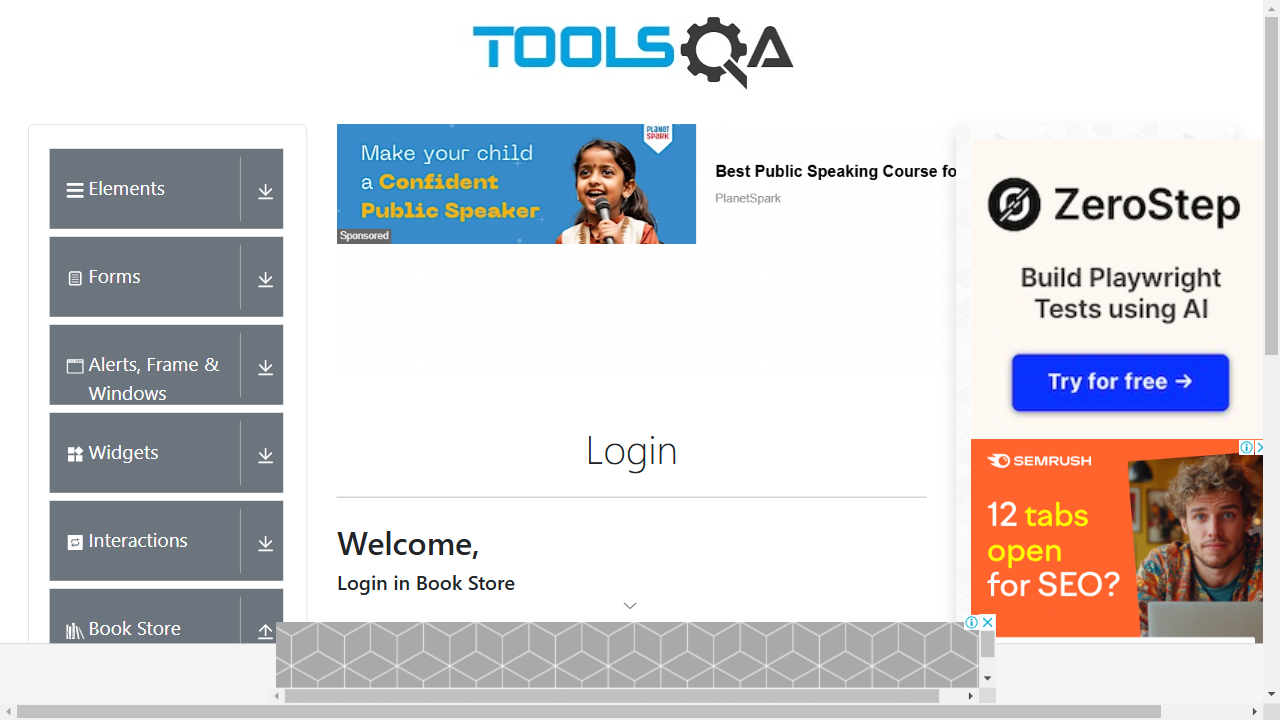 TOOLSQA
Elements
Forms
Alerts, Frame &
Windows
Widgets
Interactions
Book Store
Make your child
a Confident
Public Speaker
PLANET
SPARK
Sponsored
Best Public Speaking Course fo
PlanetSpark
Login
Welcome,
Login in Book Store
ZeroStep
Build Playwright
Tests using AI
Try for free →
SEMRUSH
12 tabs
open
for SEO?